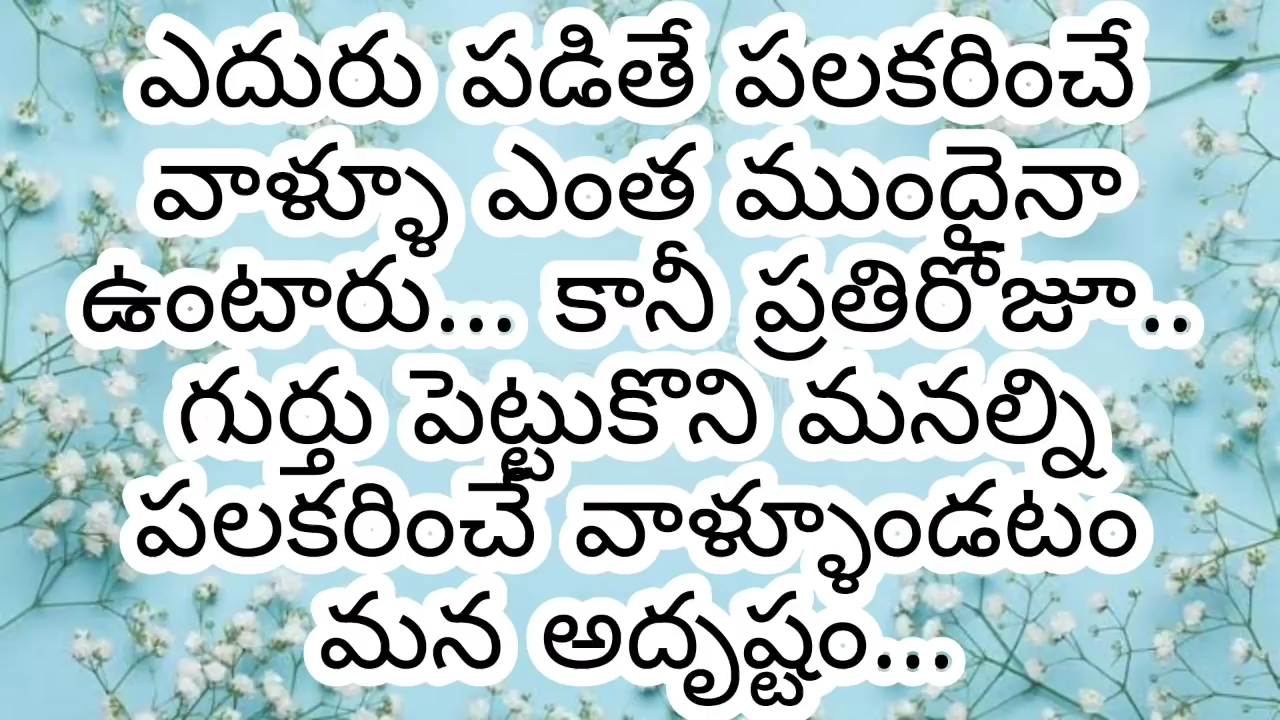 ఎదురు పడితే పలకరించే
వాళ్ళూ ఎంత ముందైనా
ఉంటారు... కానీ ప్రతిరోజూ..
గుర్తు పెట్టుకొని మనల్ని
పలకరించే వాళ్ళూండటం
మన అదృష్టం...